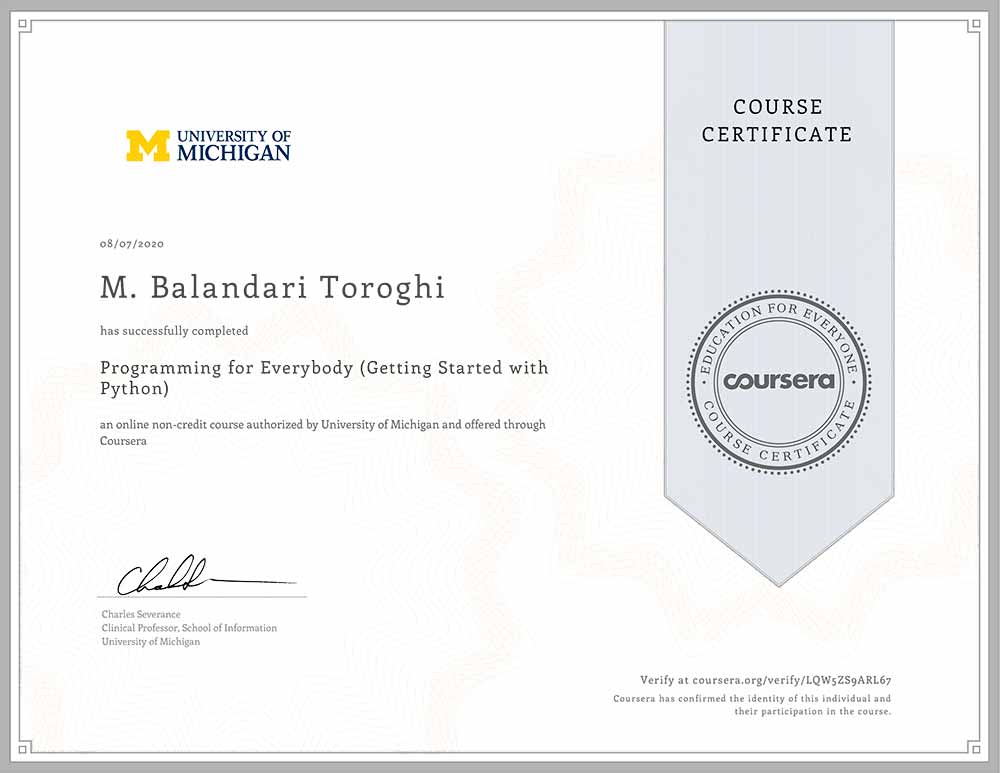 COURSE
CERTIFICATE
UNIVERSITY OF
MICHIGAN
08/07/2020
M. Balandari Toroghi
has successfully completed
Programming for Everybody (Getting Started with
Python)
an online non-credit course authorized by University of Michigan and offered through
Coursera
EDUCATION FOR EVERYONE
coursera
COURSE CERTIFICATE
Charles Severance
Clinical Professor, School of Information
University of Michigan
Verify at coursera.org/verify/LQW5ZS9ARL67
Coursera has confirmed the identity of this individual and
their participation in the course.